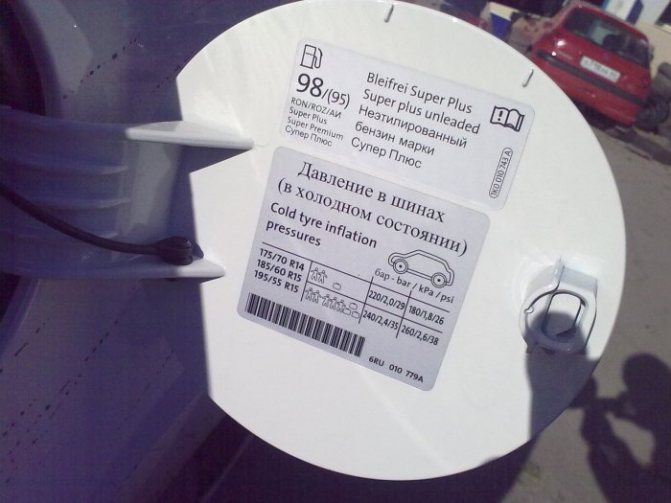 98/(95)
RON/ROZ/АИ
Super Plus
Super Premium
Супер Плюс
Bleifrei Super Plus
Super plus unleaded
Неэтилированный
бензин марки
Супер Плюс
1K0 010 743 A
Давление в шинах
(в холодном состоянии)
Cold tyre inflation
pressures
бар - bar / kPa / psi
175/70 R14
185/60 R15
195/55 R15
220/2,0/29 180/1,8/26
240/2,4/35 260/2,6/38
6RU 010 779A